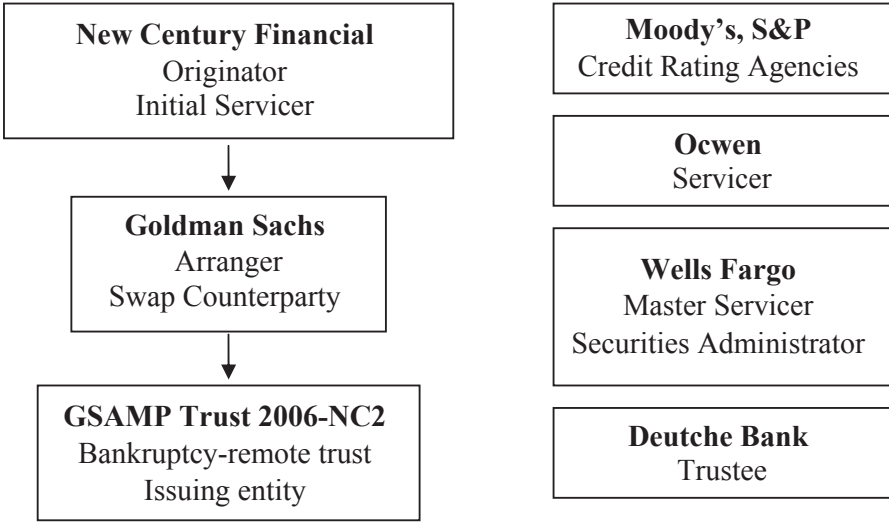 New Century Financial
Originator
Initial Servicer
Goldman Sachs
Arranger
Swap Counterparty
GSAMP Trust 2006-NC2
Bankruptcy-remote trust
Issuing entity
Moody’s, S&P
Credit Rating Agencies
Ocwen
Servicer
Wells Fargo
Master Servicer
Securities Administrator
Deutche Bank
Trustee